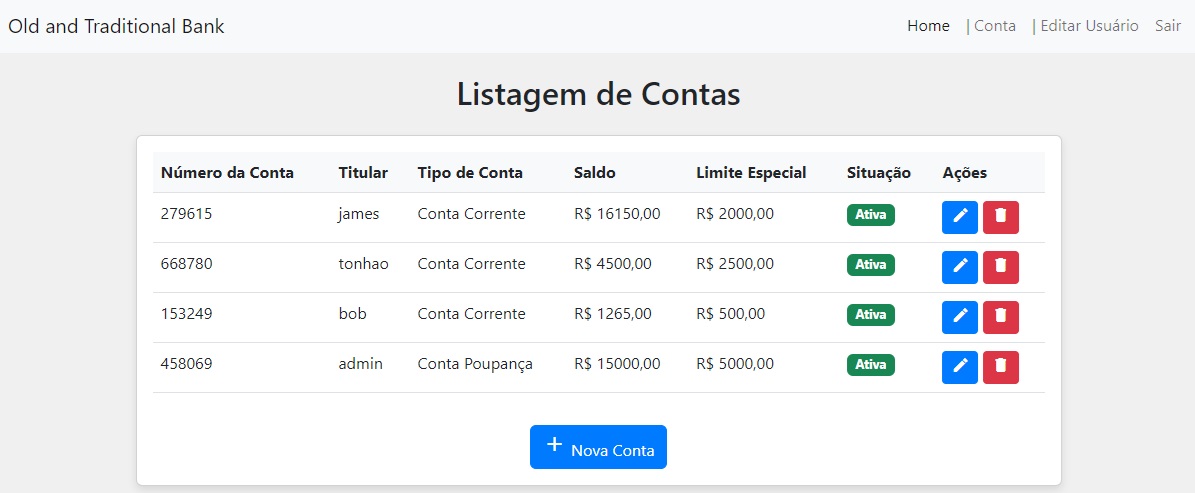 Old and Traditional Bank Home | Conta | Editar Usuário Sair
Listagem de Contas
Número da Conta Titular Tipo de Conta Saldo Limite Especial Situação Ações
279615 james Conta Corrente R$ 16150,00 R$ 2000,00 Ativa
668780 tonhao Conta Corrente R$ 4500,00 R$ 2500,00 Ativa
153249 bob Conta Corrente R$ 1265,00 R$ 500,00 Ativa
458069 admin Conta Poupança R$ 15000,00 R$ 5000,00 Ativa
+ Nova Conta